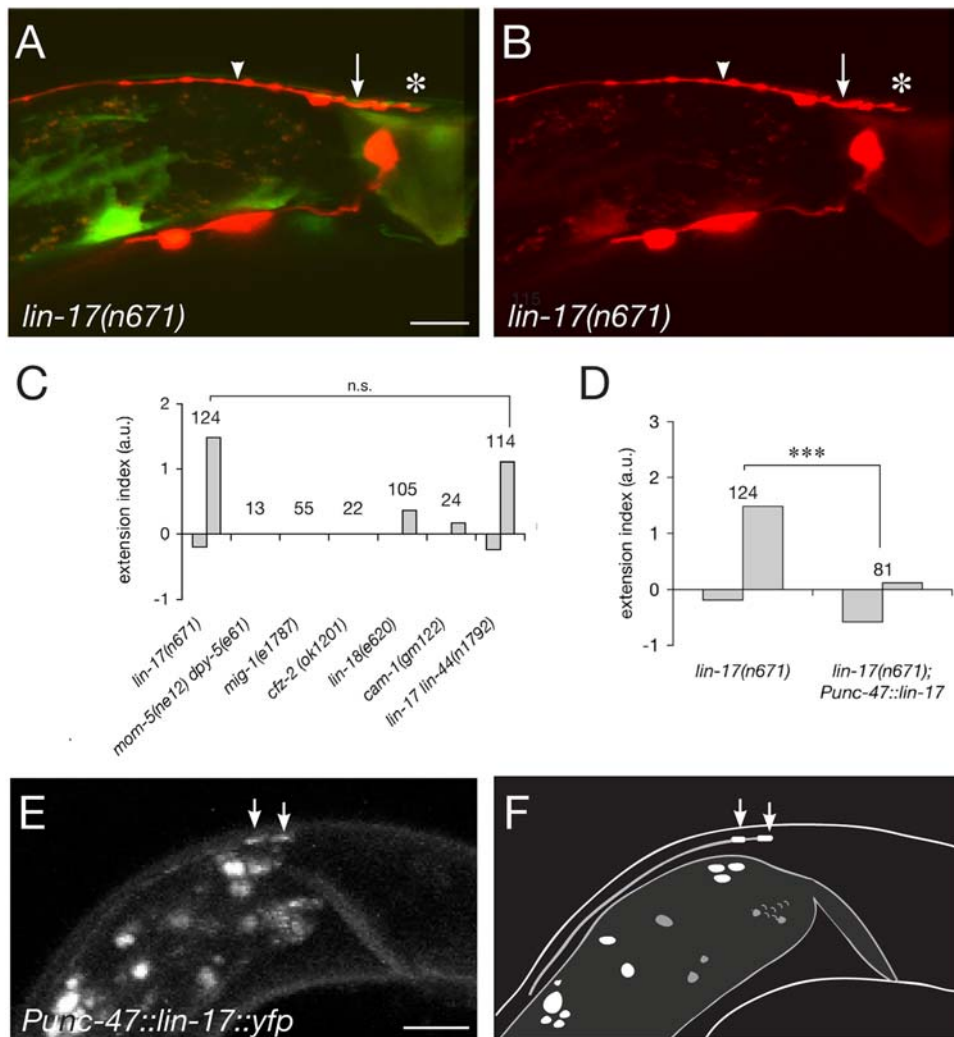 A
*
lin-17(n671)
B
*
115
lin-17(n671)
C
n.s.
extension index (a.u.)
2
1
0
-1
124
13
55
22
105
24
114
lin-17(n671)
mom-5(ne12) dpy-5(e61)
mig-1(e1787)
cfz-2 (ok1201)
lin-18(e620)
cam-1(gm122)
lin-17 lin-44(n1792)
D
***
extension index (a.u.)
3
2
1
0
-1
124
81
lin-17(n671)
lin-17(n671);
Punc-47::lin-17
E
Punc-47::lin-17::yfp
F